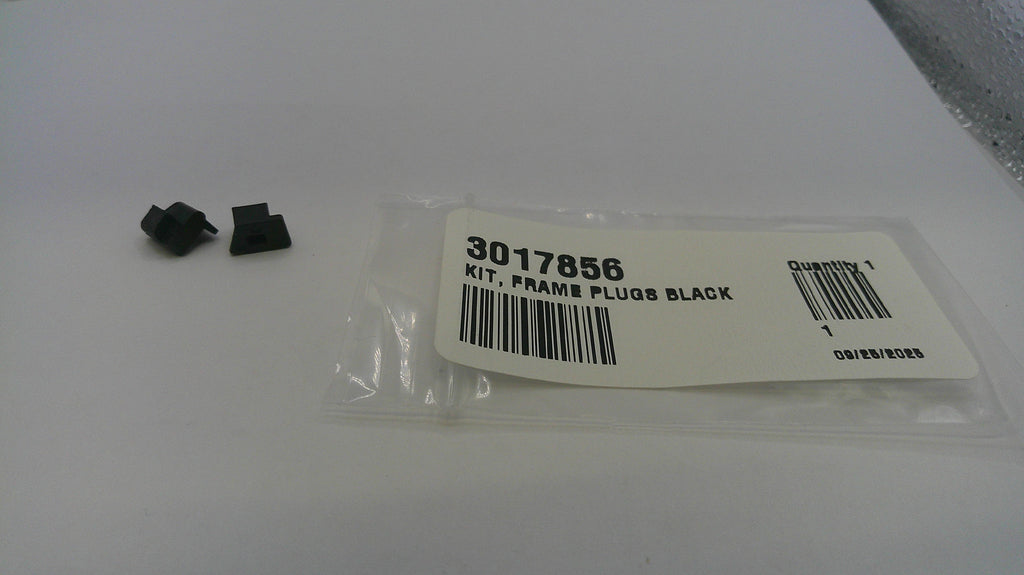 3017856
KIT, FRAME PLUGS BLACK
Quantity 1
1
09/25/2025